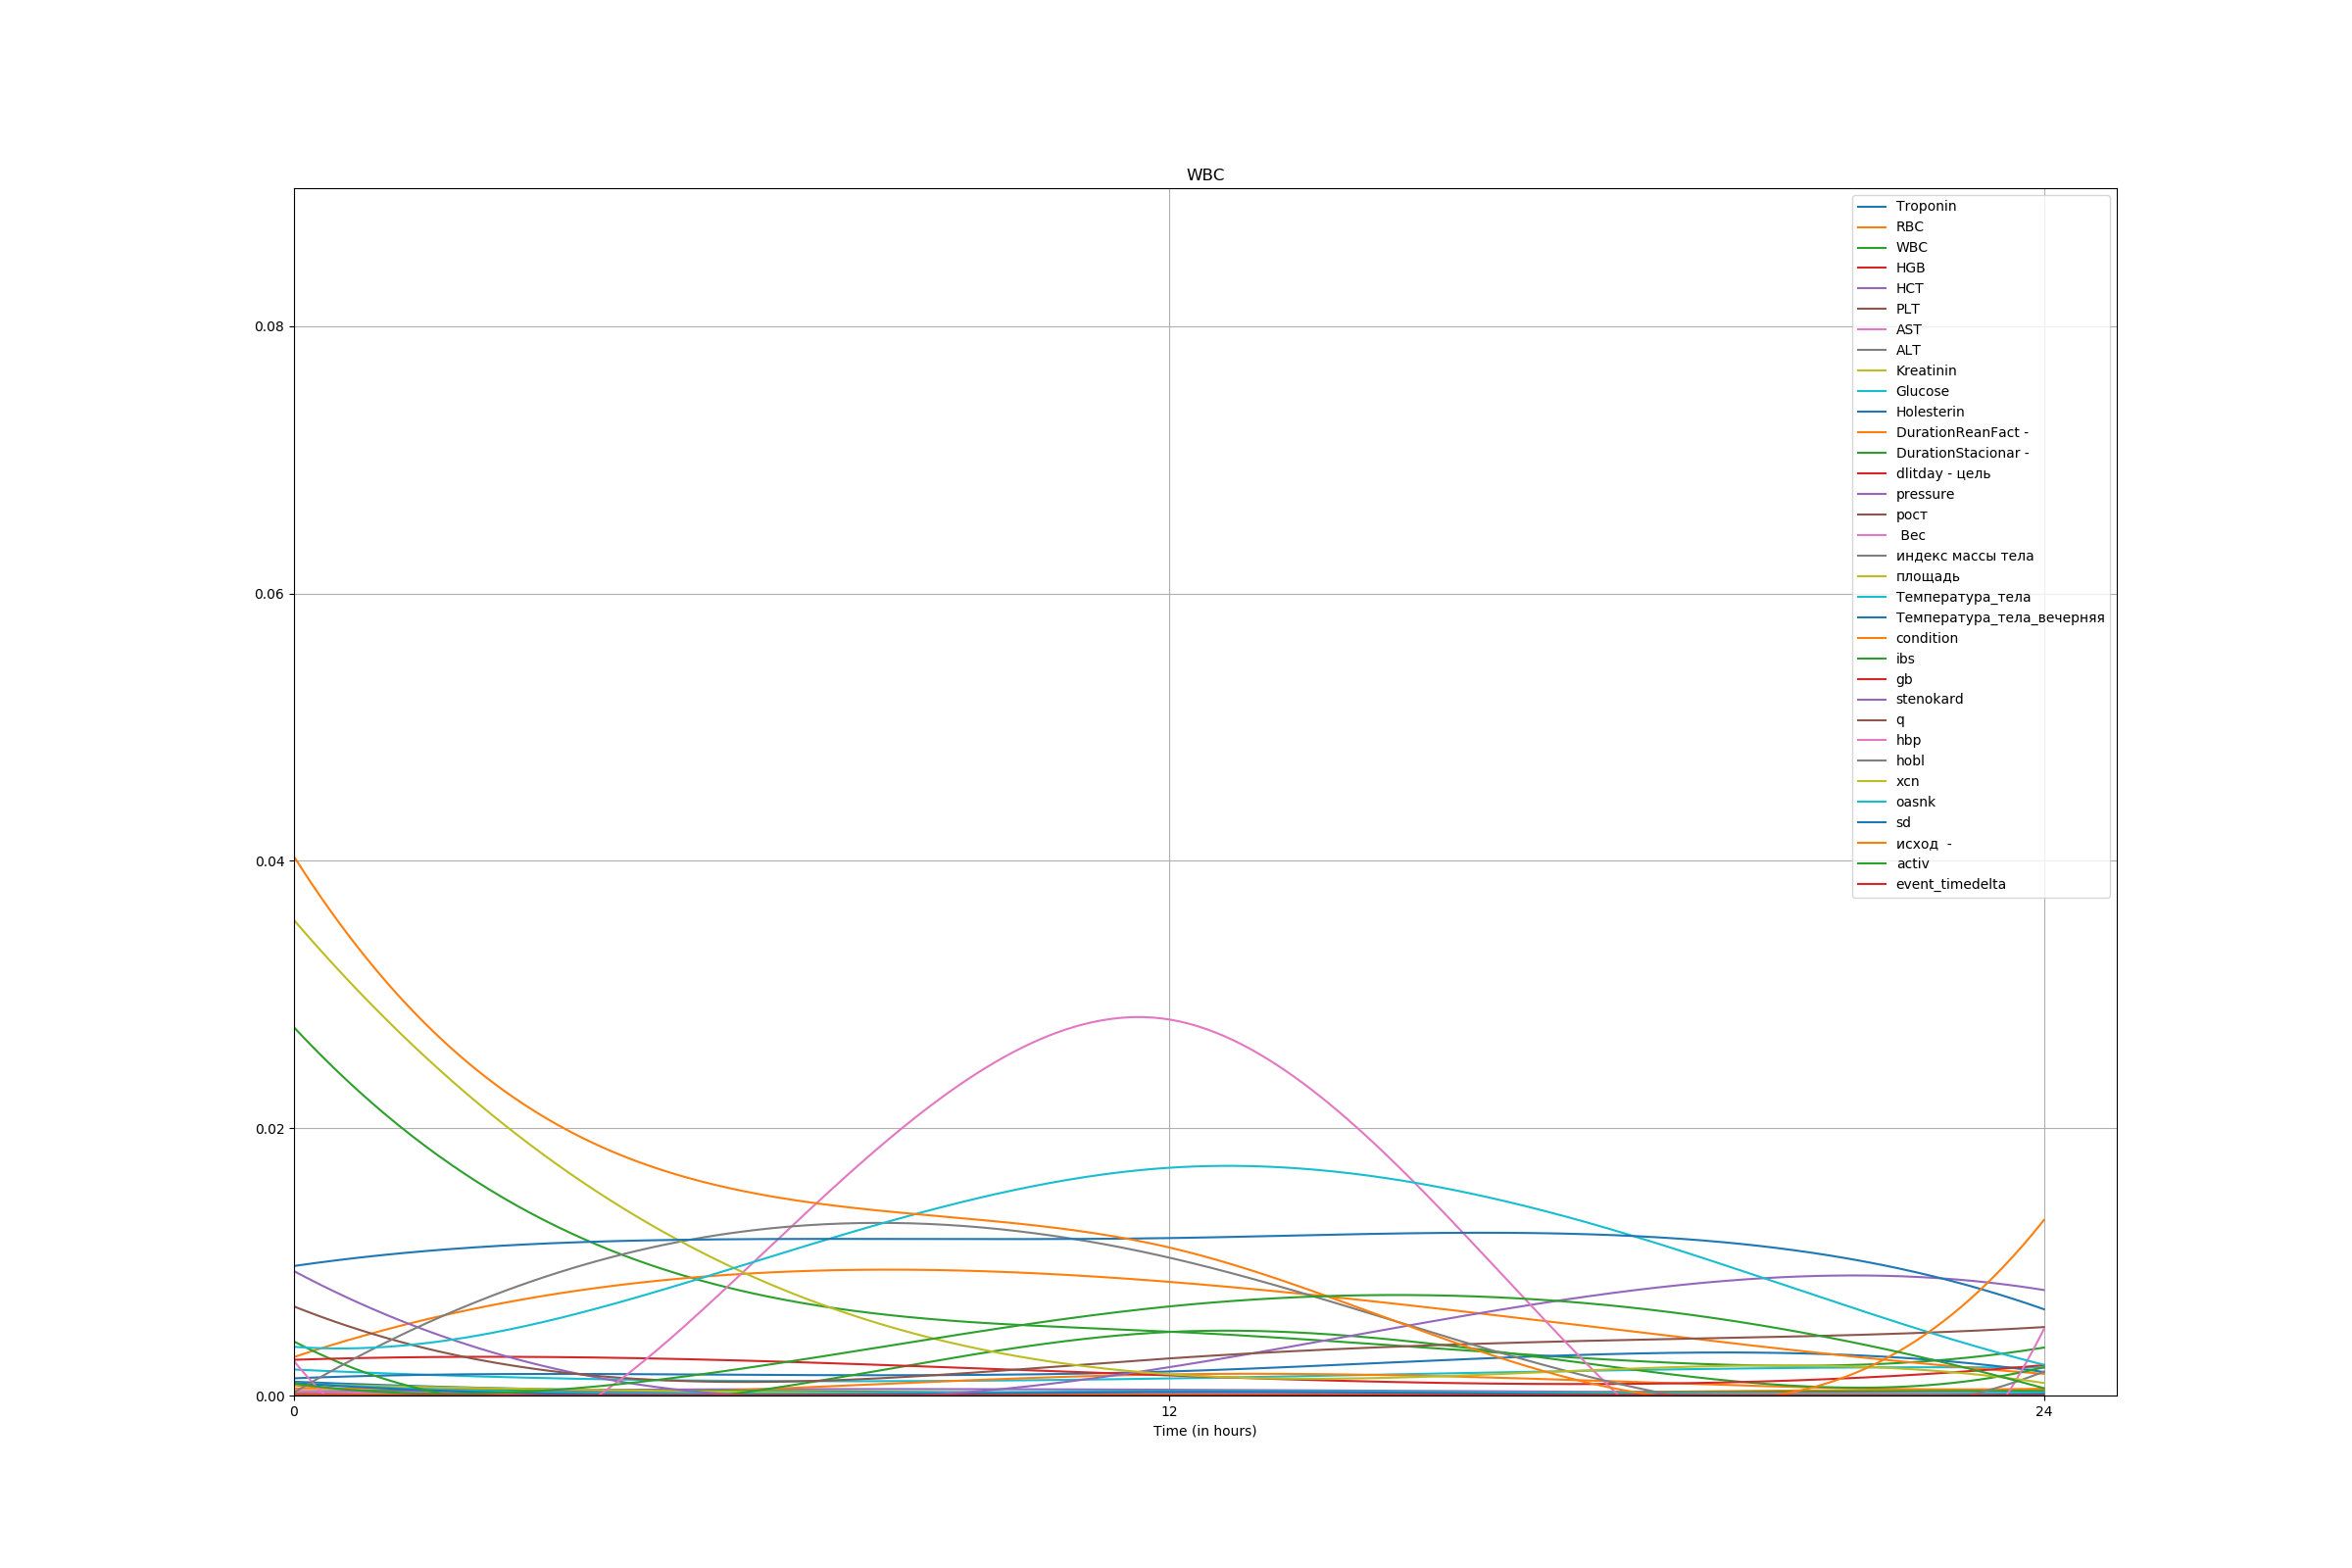 WBC
Troponin
RBC
WBC
HGB
HCT
PLT
AST
ALT
Kreatinin
Glucose
Holesterin
DurationReanFact -
DurationStacionar -
dlitday - цель
pressure
рост
Вес
индекс массы тела
площадь
Температура_тела
Температура_тела_вечерняя
condition
ibs
gb
stenokard
q
hbp
hobl
xcn
oasnk
sd
исход -
activ
event_timedelta
0.08
0.06
0.04
0.02
0.00
0 12 24
Time (in hours)